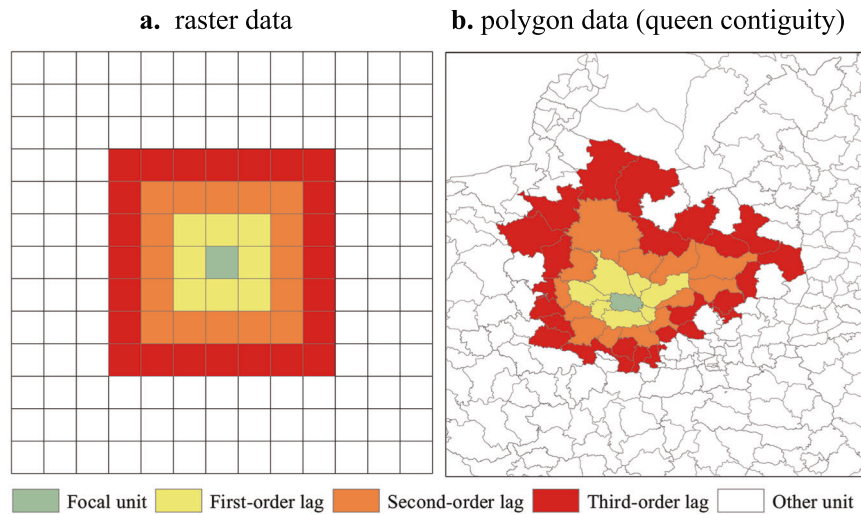 a. raster data
b. polygon data (queen contiguity)
Focal unit
First-order lag
Second-order lag
Third-order lag
Other unit